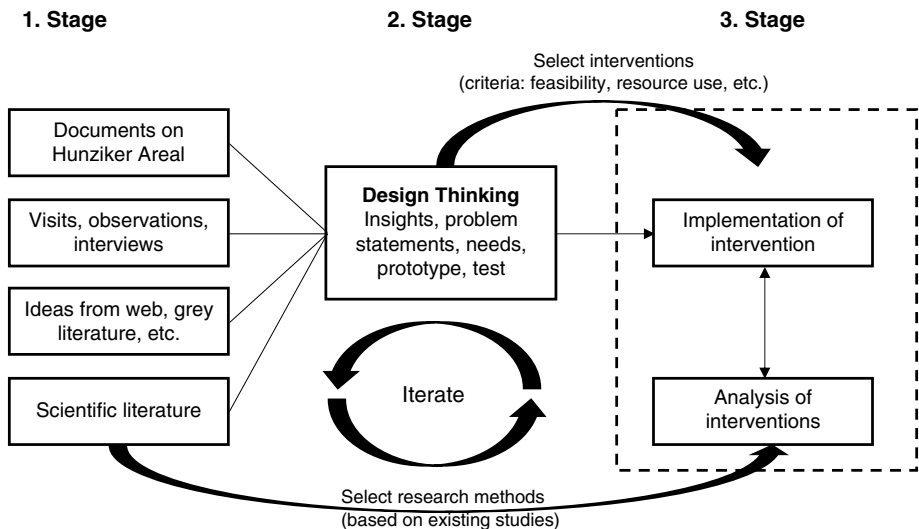 1. Stage
2. Stage
3. Stage
Select interventions
(criteria: feasibility, resource use, etc.)
Documents on
Hunziker Areal
Visits, observations,
interviews
Ideas from web, grey
literature, etc.
Scientific literature
Design Thinking
Insights, problem
statements, needs,
prototype, test
Iterate
Implementation of
intervention
Analysis of
interventions
Select research methods
(based on existing studies)